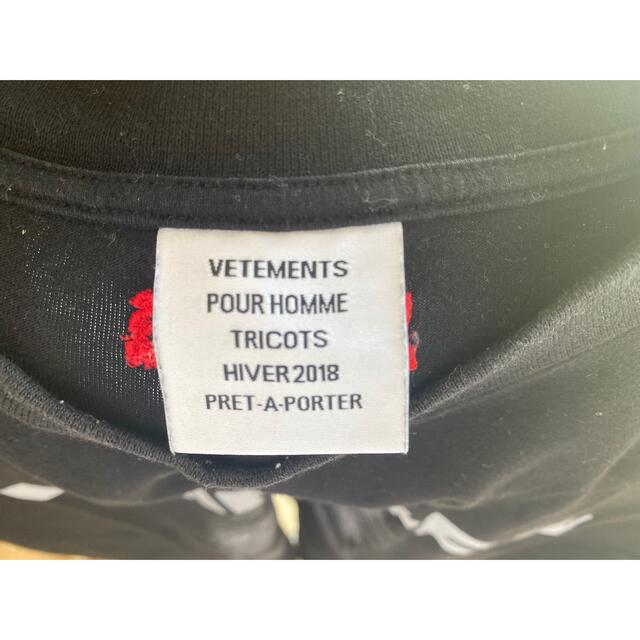 VETEMENTS
POUR HOMME
TRICOTS
HIVER 2018
PRET-A-PORTER